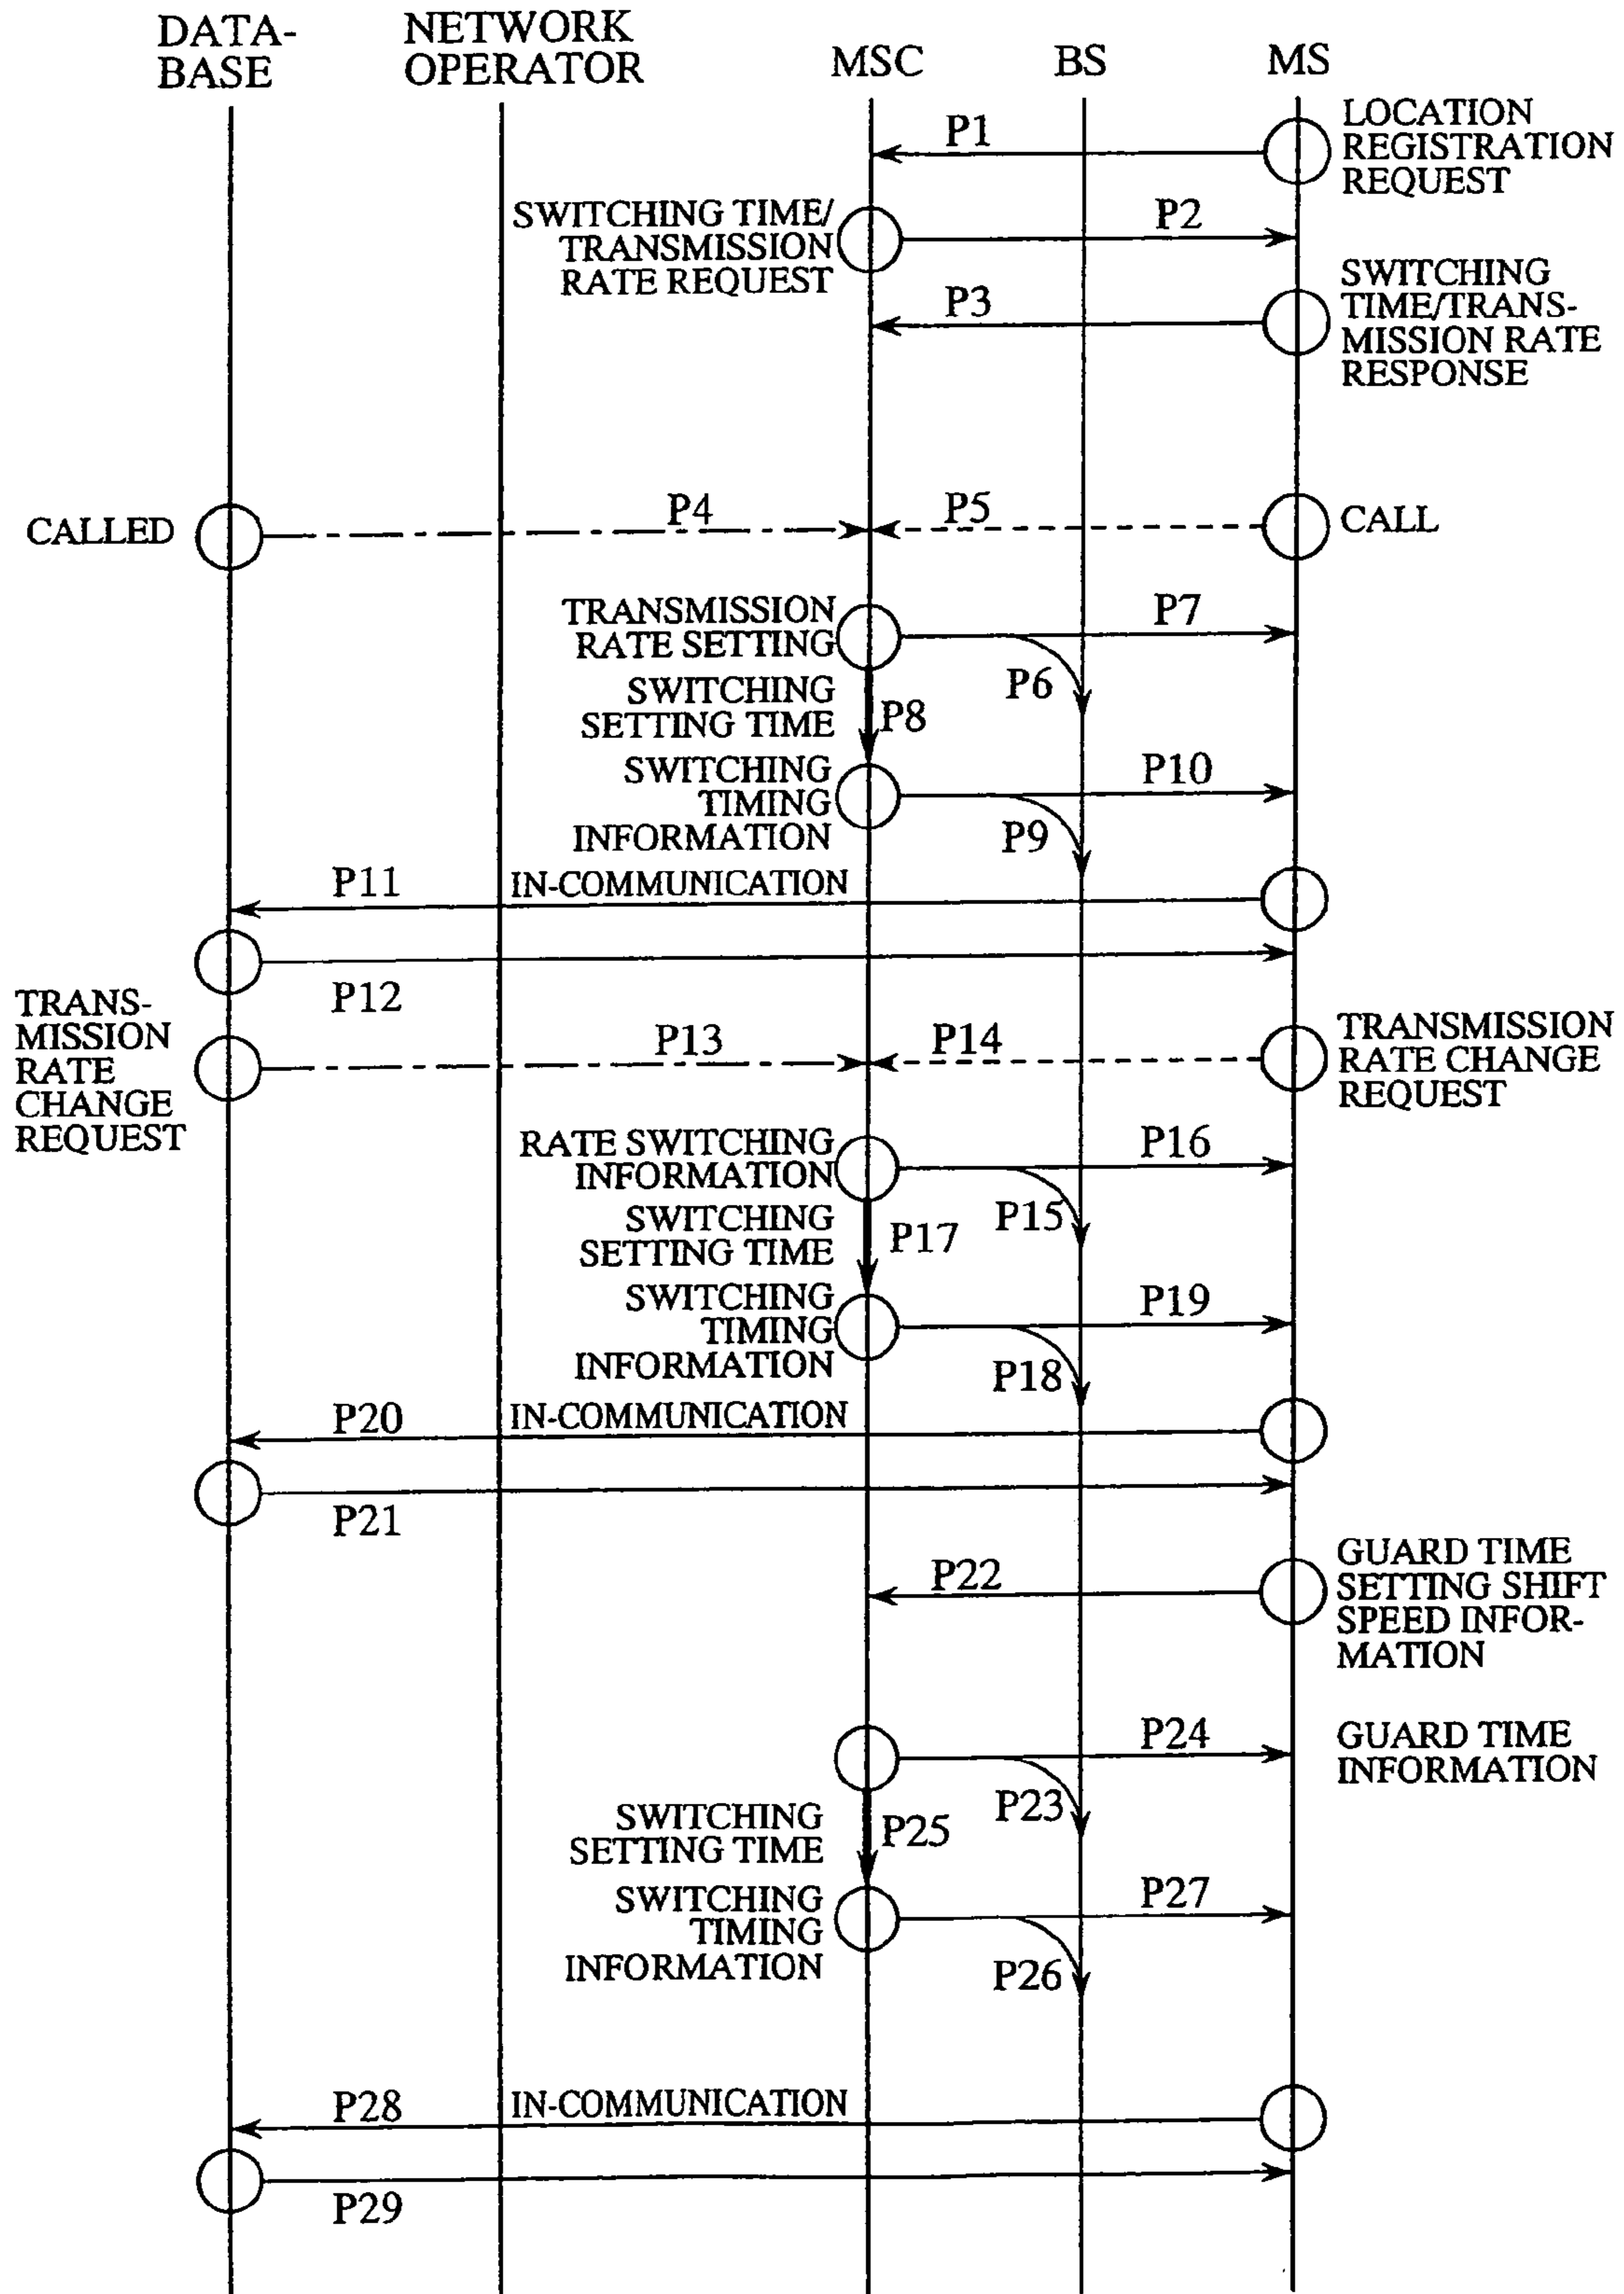 DATA-
BASE
NETWORK
OPERATOR
MSC
BS
MS
P1
LOCATION
REGISTRATION
REQUEST
SWITCHING TIME/
TRANSMISSION
RATE REQUEST
P2
P3
SWITCHING
TIME/TRANS-
MISSION RATE
RESPONSE
CALLED
P4
P5
CALL
TRANSMISSION
RATE SETTING
P7
P6
SWITCHING
SETTING TIME
P8
SWITCHING
TIMING
INFORMATION
P10
P9
P11
IN-COMMUNICATION
P12
TRANS-
MISSION
RATE
CHANGE
REQUEST
P13
P14
TRANSMISSION
RATE CHANGE
REQUEST
RATE SWITCHING
INFORMATION
P16
P15
SWITCHING
SETTING TIME
P17
SWITCHING
TIMING
INFORMATION
P19
P18
P20
IN-COMMUNICATION
P21
P22
GUARD TIME
SETTING SHIFT
SPEED INFOR-
MATION
P24
GUARD TIME
INFORMATION
P23
SWITCHING
SETTING TIME
P25
SWITCHING
TIMING
INFORMATION
P27
P26
P28
IN-COMMUNICATION
P29